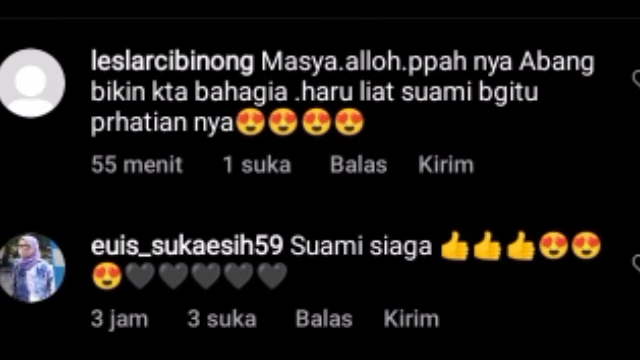 leslarcibinong Masya.alloh.ppah nya Abang
bikin kta bahagia .haru liat suami bgitu
prhatian nya😍😍😍😍
55 menit 1 suka Balas Kirim
euis_sukaesih59 Suami siaga 👍👍👍😍😍
😍🖤🖤🖤🖤🖤
3 jam 3 suka Balas Kirim